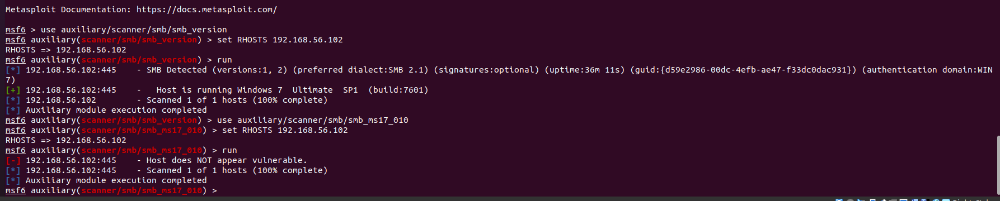 Metasploit Documentation: https://docs.metasploit.com/
msf6 > use auxiliary/scanner/smb/smb_version
msf6 auxiliary(scanner/smb/smb_version) > set RHOSTS 192.168.56.102
RHOSTS => 192.168.56.102
msf6 auxiliary(scanner/smb/smb_version) > run
[*] 192.168.56.102:445    - SMB Detected (versions:1, 2) (preferred dialect:SMB 2.1) (signatures:optional) (uptime:36m 11s) (guid:{d59e2986-00dc-4efb-ae47-f33dc0dac931}) (authentication domain:WIN
7)
[+] 192.168.56.102:445    -   Host is running Windows 7  Ultimate  SP1  (build:7601)
[*] 192.168.56.102        - Scanned 1 of 1 hosts (100% complete)
[*] Auxiliary module execution completed
msf6 auxiliary(scanner/smb/smb_version) > use auxiliary/scanner/smb/smb_ms17_010
msf6 auxiliary(scanner/smb/smb_ms17_010) > set RHOSTS 192.168.56.102
RHOSTS => 192.168.56.102
msf6 auxiliary(scanner/smb/smb_ms17_010) > run
[-] 192.168.56.102:445    - Host does NOT appear vulnerable.
[*] 192.168.56.102:445    - Scanned 1 of 1 hosts (100% complete)
[*] Auxiliary module execution completed
msf6 auxiliary(scanner/smb/smb_ms17_010) >